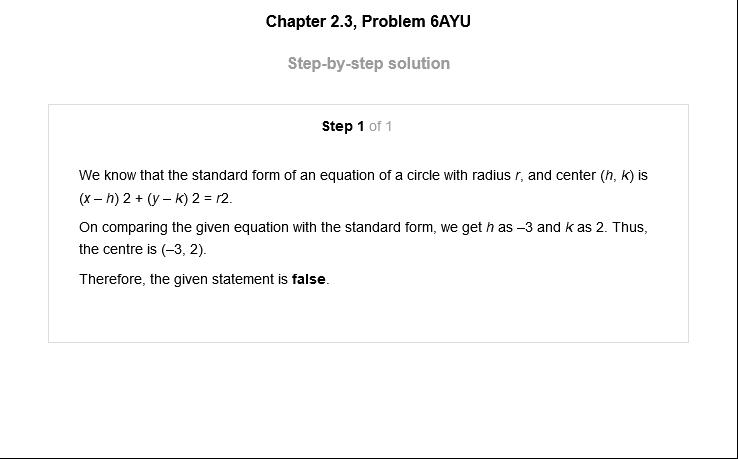 Chapter 2.3, Problem 6AYU
Step-by-step solution
Step 1 of 1
We know that the standard form of an equation of a circle with radius r, and center (h, k) is
(x – h) 2 + (y – k) 2 = r2.
On comparing the given equation with the standard form, we get h as –3 and k as 2. Thus,
the centre is (–3, 2).
Therefore, the given statement is false.